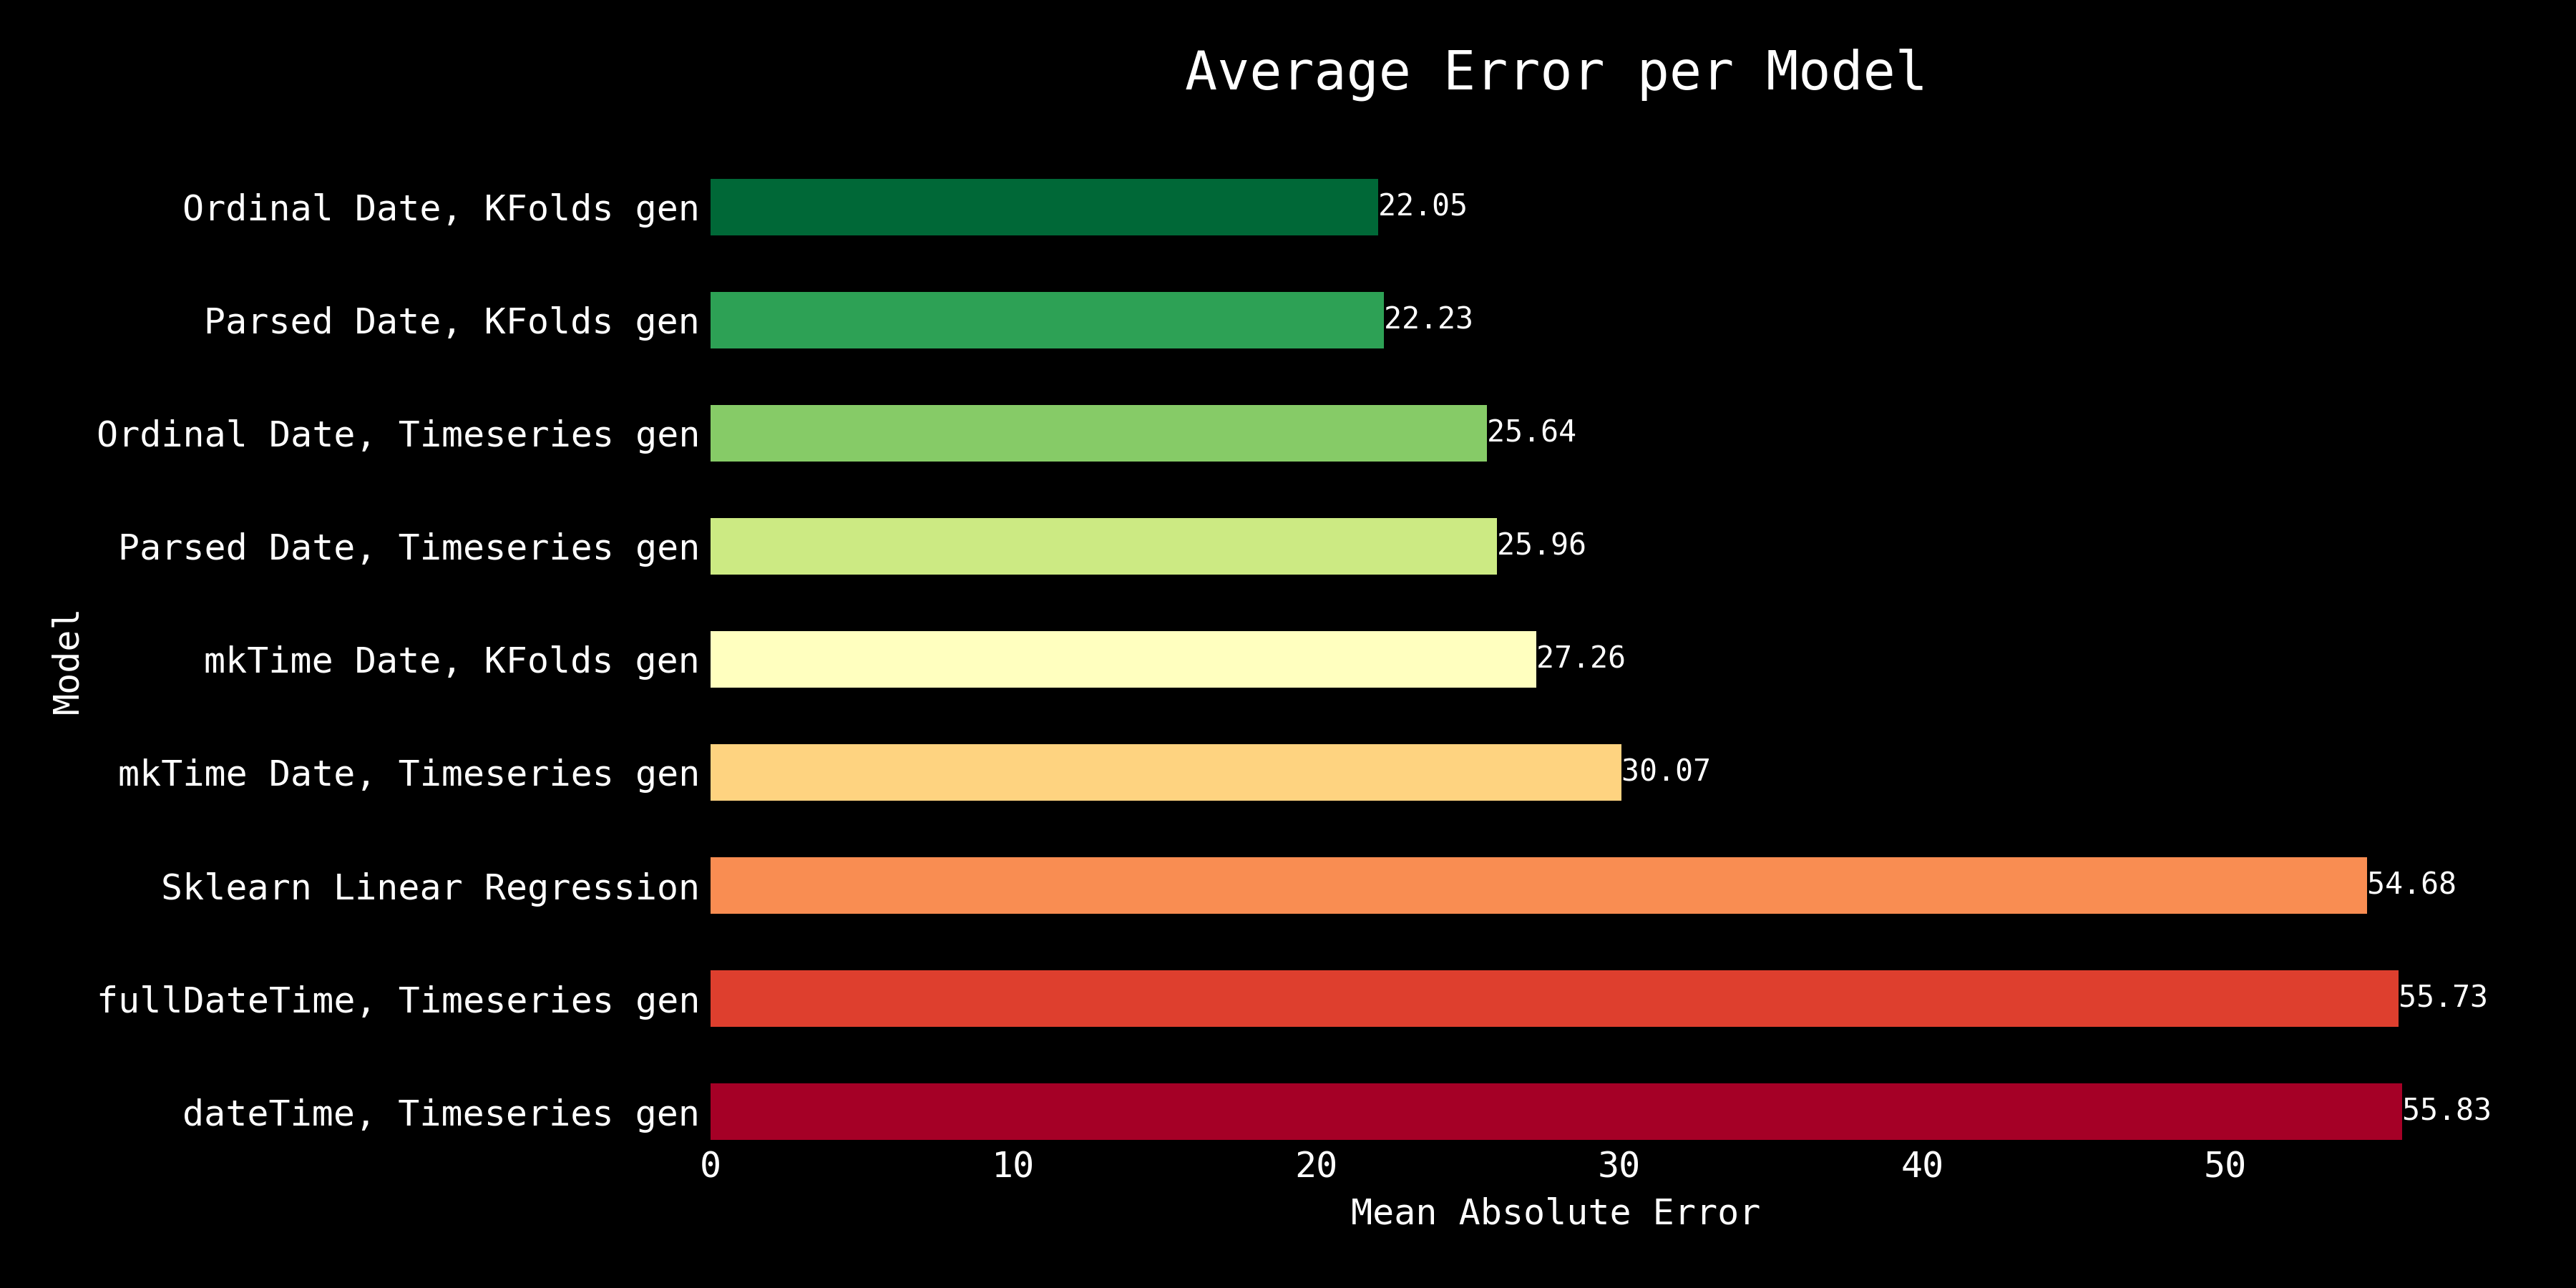 Average Error per Model
Ordinal Date, KFolds gen 22.05
Parsed Date, KFolds gen 22.23
Ordinal Date, Timeseries gen 25.64
Parsed Date, Timeseries gen 25.96
Model
mkTime Date, KFolds gen 27.26
mkTime Date, Timeseries gen 30.07
Sklearn Linear Regression 54.68
fullDateTime, Timeseries gen 55.73
dateTime, Timeseries gen 55.83
0 10 20 30 40 50
Mean Absolute Error